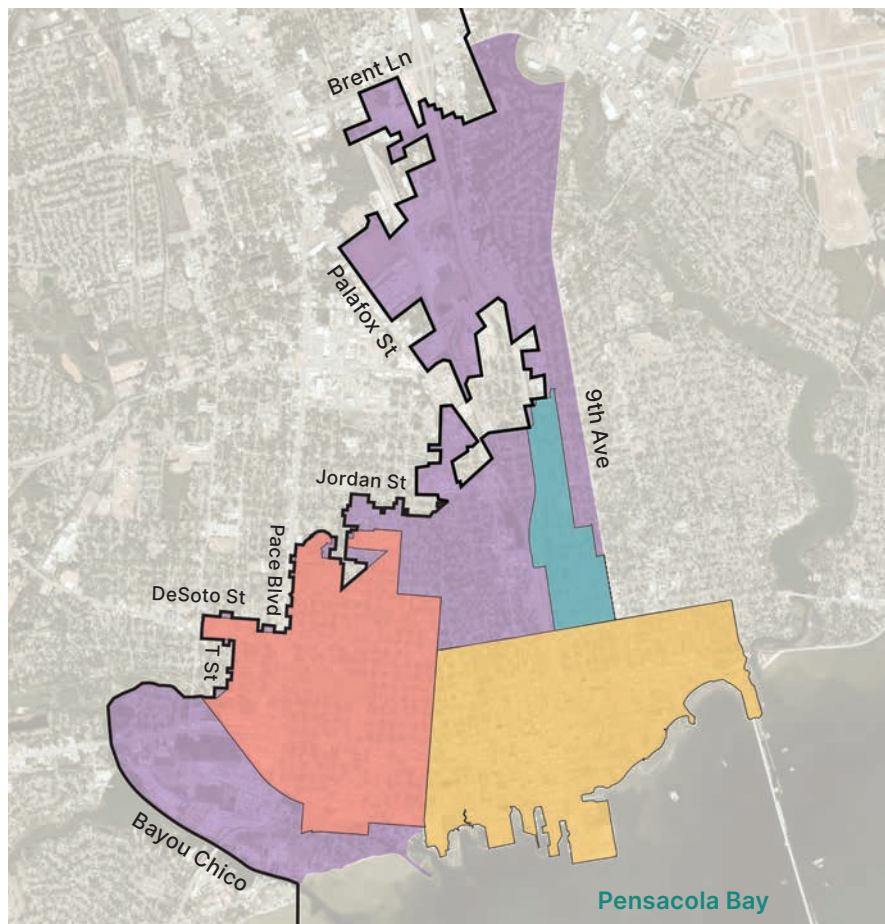 Brent Ln
Palafox St
9th Ave
Jordan St
Pace Blvd
DeSoto St
T St
Bayou Chico
Pensacola Bay